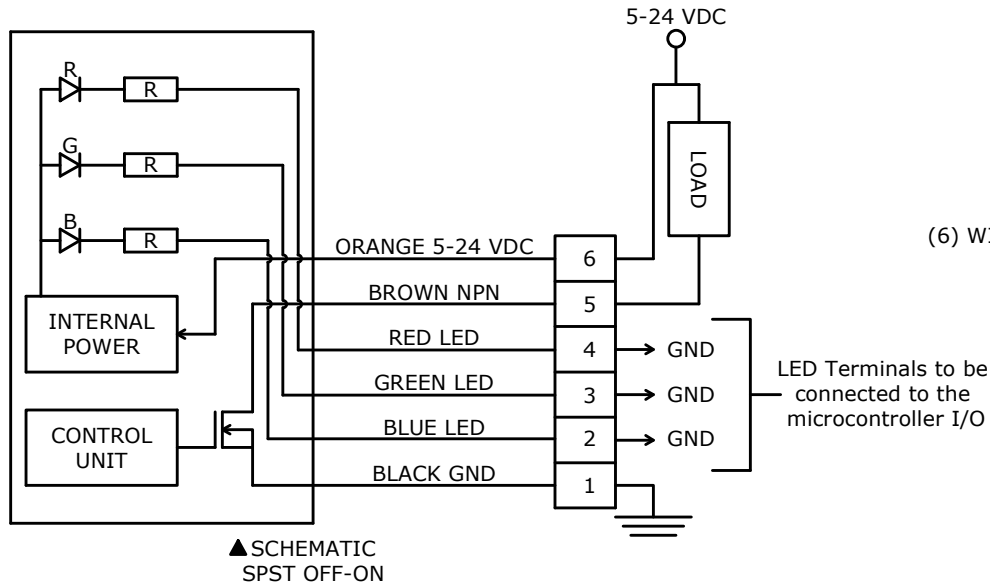 5-24 VDC
R
R
G
R
B
R
LOAD
ORANGE 5-24 VDC
6
BROWN NPN
5
INTERNAL
POWER
RED LED
4
GND
GREEN LED
3
GND
LED Terminals to be
connected to the
microcontroller I/O
CONTROL
UNIT
BLUE LED
2
GND
BLACK GND
1
▲SCHEMATIC
SPST OFF-ON